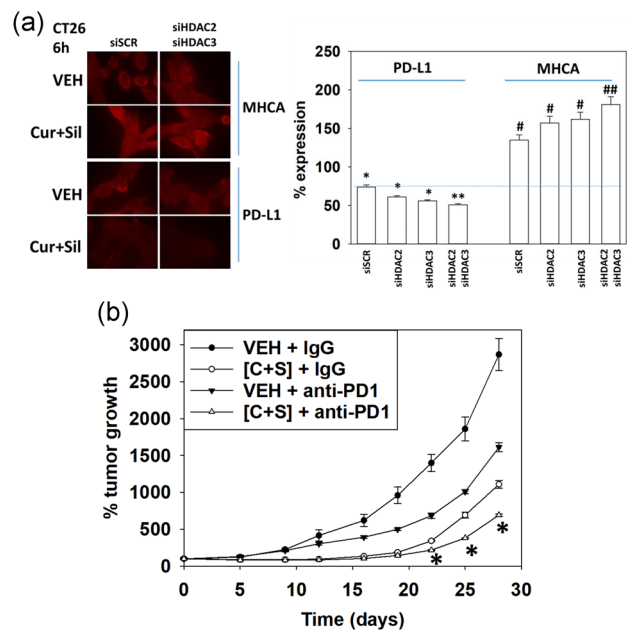 (a)
CT26
6h
siSCR
siHDAC2
siHDAC3
VEH
Cur+Sil
MHCA
VEH
Cur+Sil
PD-L1
% expression
250
200
150
100
50
0
PD-L1
MHCA
*
*
*
**
#
#
#
##
siSCR
siHDAC2
siHDAC3
siHDAC2
siHDAC3
siSCR
siHDAC2
siHDAC3
siHDAC2
siHDAC3
(b)
% tumor growth
3000
2500
2000
1500
1000
500
0
VEH + IgG
[C+S] + IgG
VEH + anti-PD1
[C+S] + anti-PD1
*
*
*
0 5 10 15 20 25 30
Time (days)